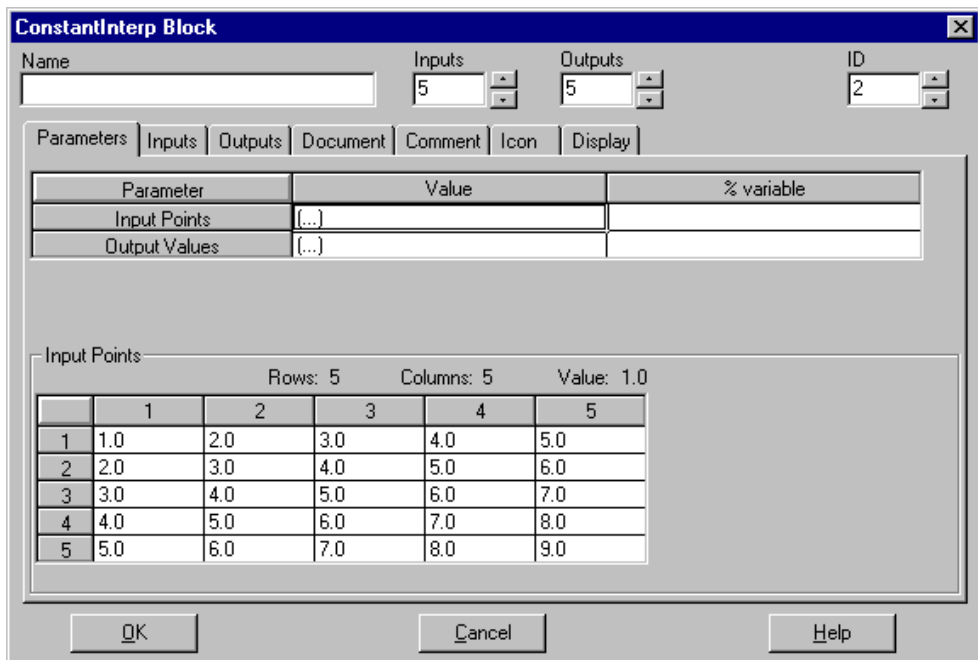 ConstantInterp Block
Name Inputs Outputs ID
5 5 2
Parameters Inputs Outputs Document Comment Icon Display
Parameter Value % variable
Input Points (...)
Output Values (...)
Input Points
Rows: 5 Columns: 5 Value: 1.0
1 2 3 4 5
1 1.0 2.0 3.0 4.0 5.0
2 2.0 3.0 4.0 5.0 6.0
3 3.0 4.0 5.0 6.0 7.0
4 4.0 5.0 6.0 7.0 8.0
5 5.0 6.0 7.0 8.0 9.0
OK Cancel Help